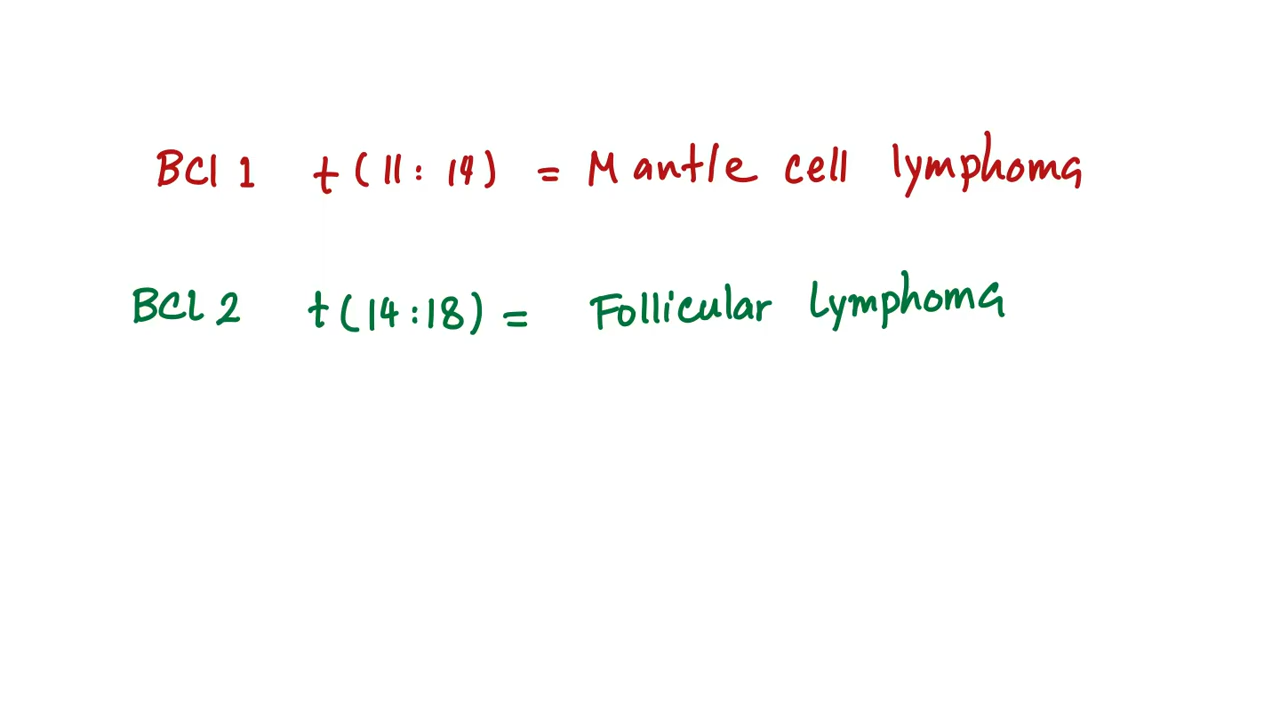 BCl 1 t(11:14) = Mantle cell lymphoma
BCL 2 t(14:18) = Follicular Lymphoma